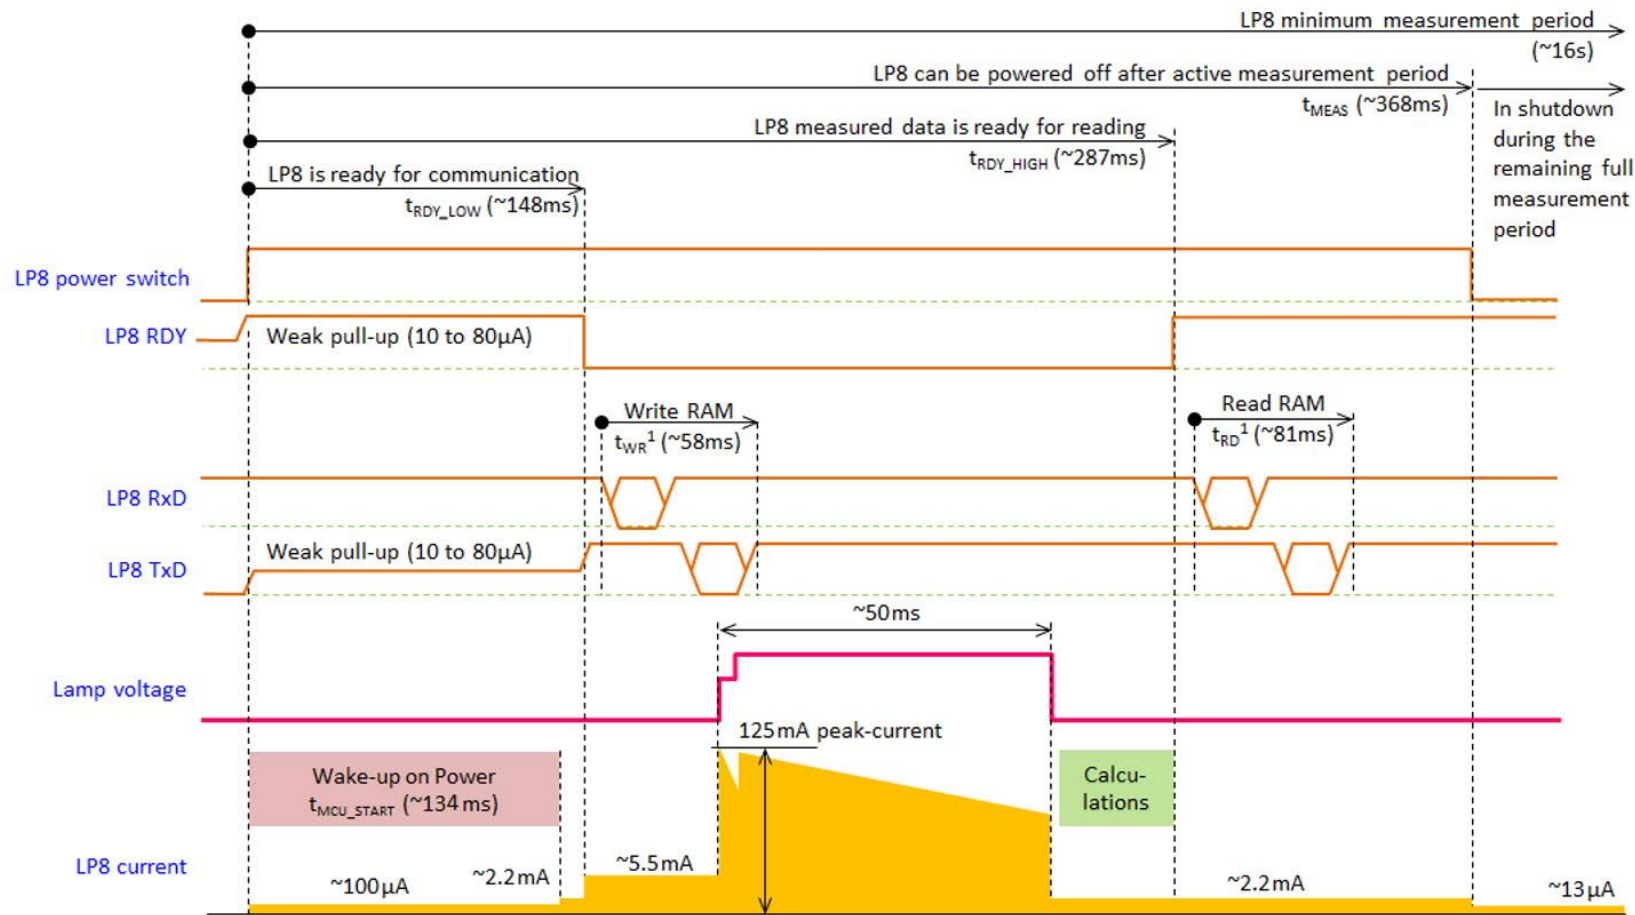 LP8 minimum measurement period
(~16s)
LP8 can be powered off after active measurement period
tMEAS (~368ms)
In shutdown
during the
remaining full
measurement
period
LP8 measured data is ready for reading
tRDY_HIGH (~287ms)
LP8 is ready for communication
tRDY_LOW (~148ms)
LP8 power switch
LP8 RDY
Weak pull-up (10 to 80µA)
Write RAM
tWR¹ (~58ms)
Read RAM
tRD¹ (~81ms)
LP8 RxD
Weak pull-up (10 to 80µA)
LP8 TxD
~50ms
Lamp voltage
125mA peak-current
Wake-up on Power
tMCU_START (~134 ms)
Calcu-
lations
LP8 current
~100µA
~2.2mA
~5.5mA
~2.2mA
~13µA